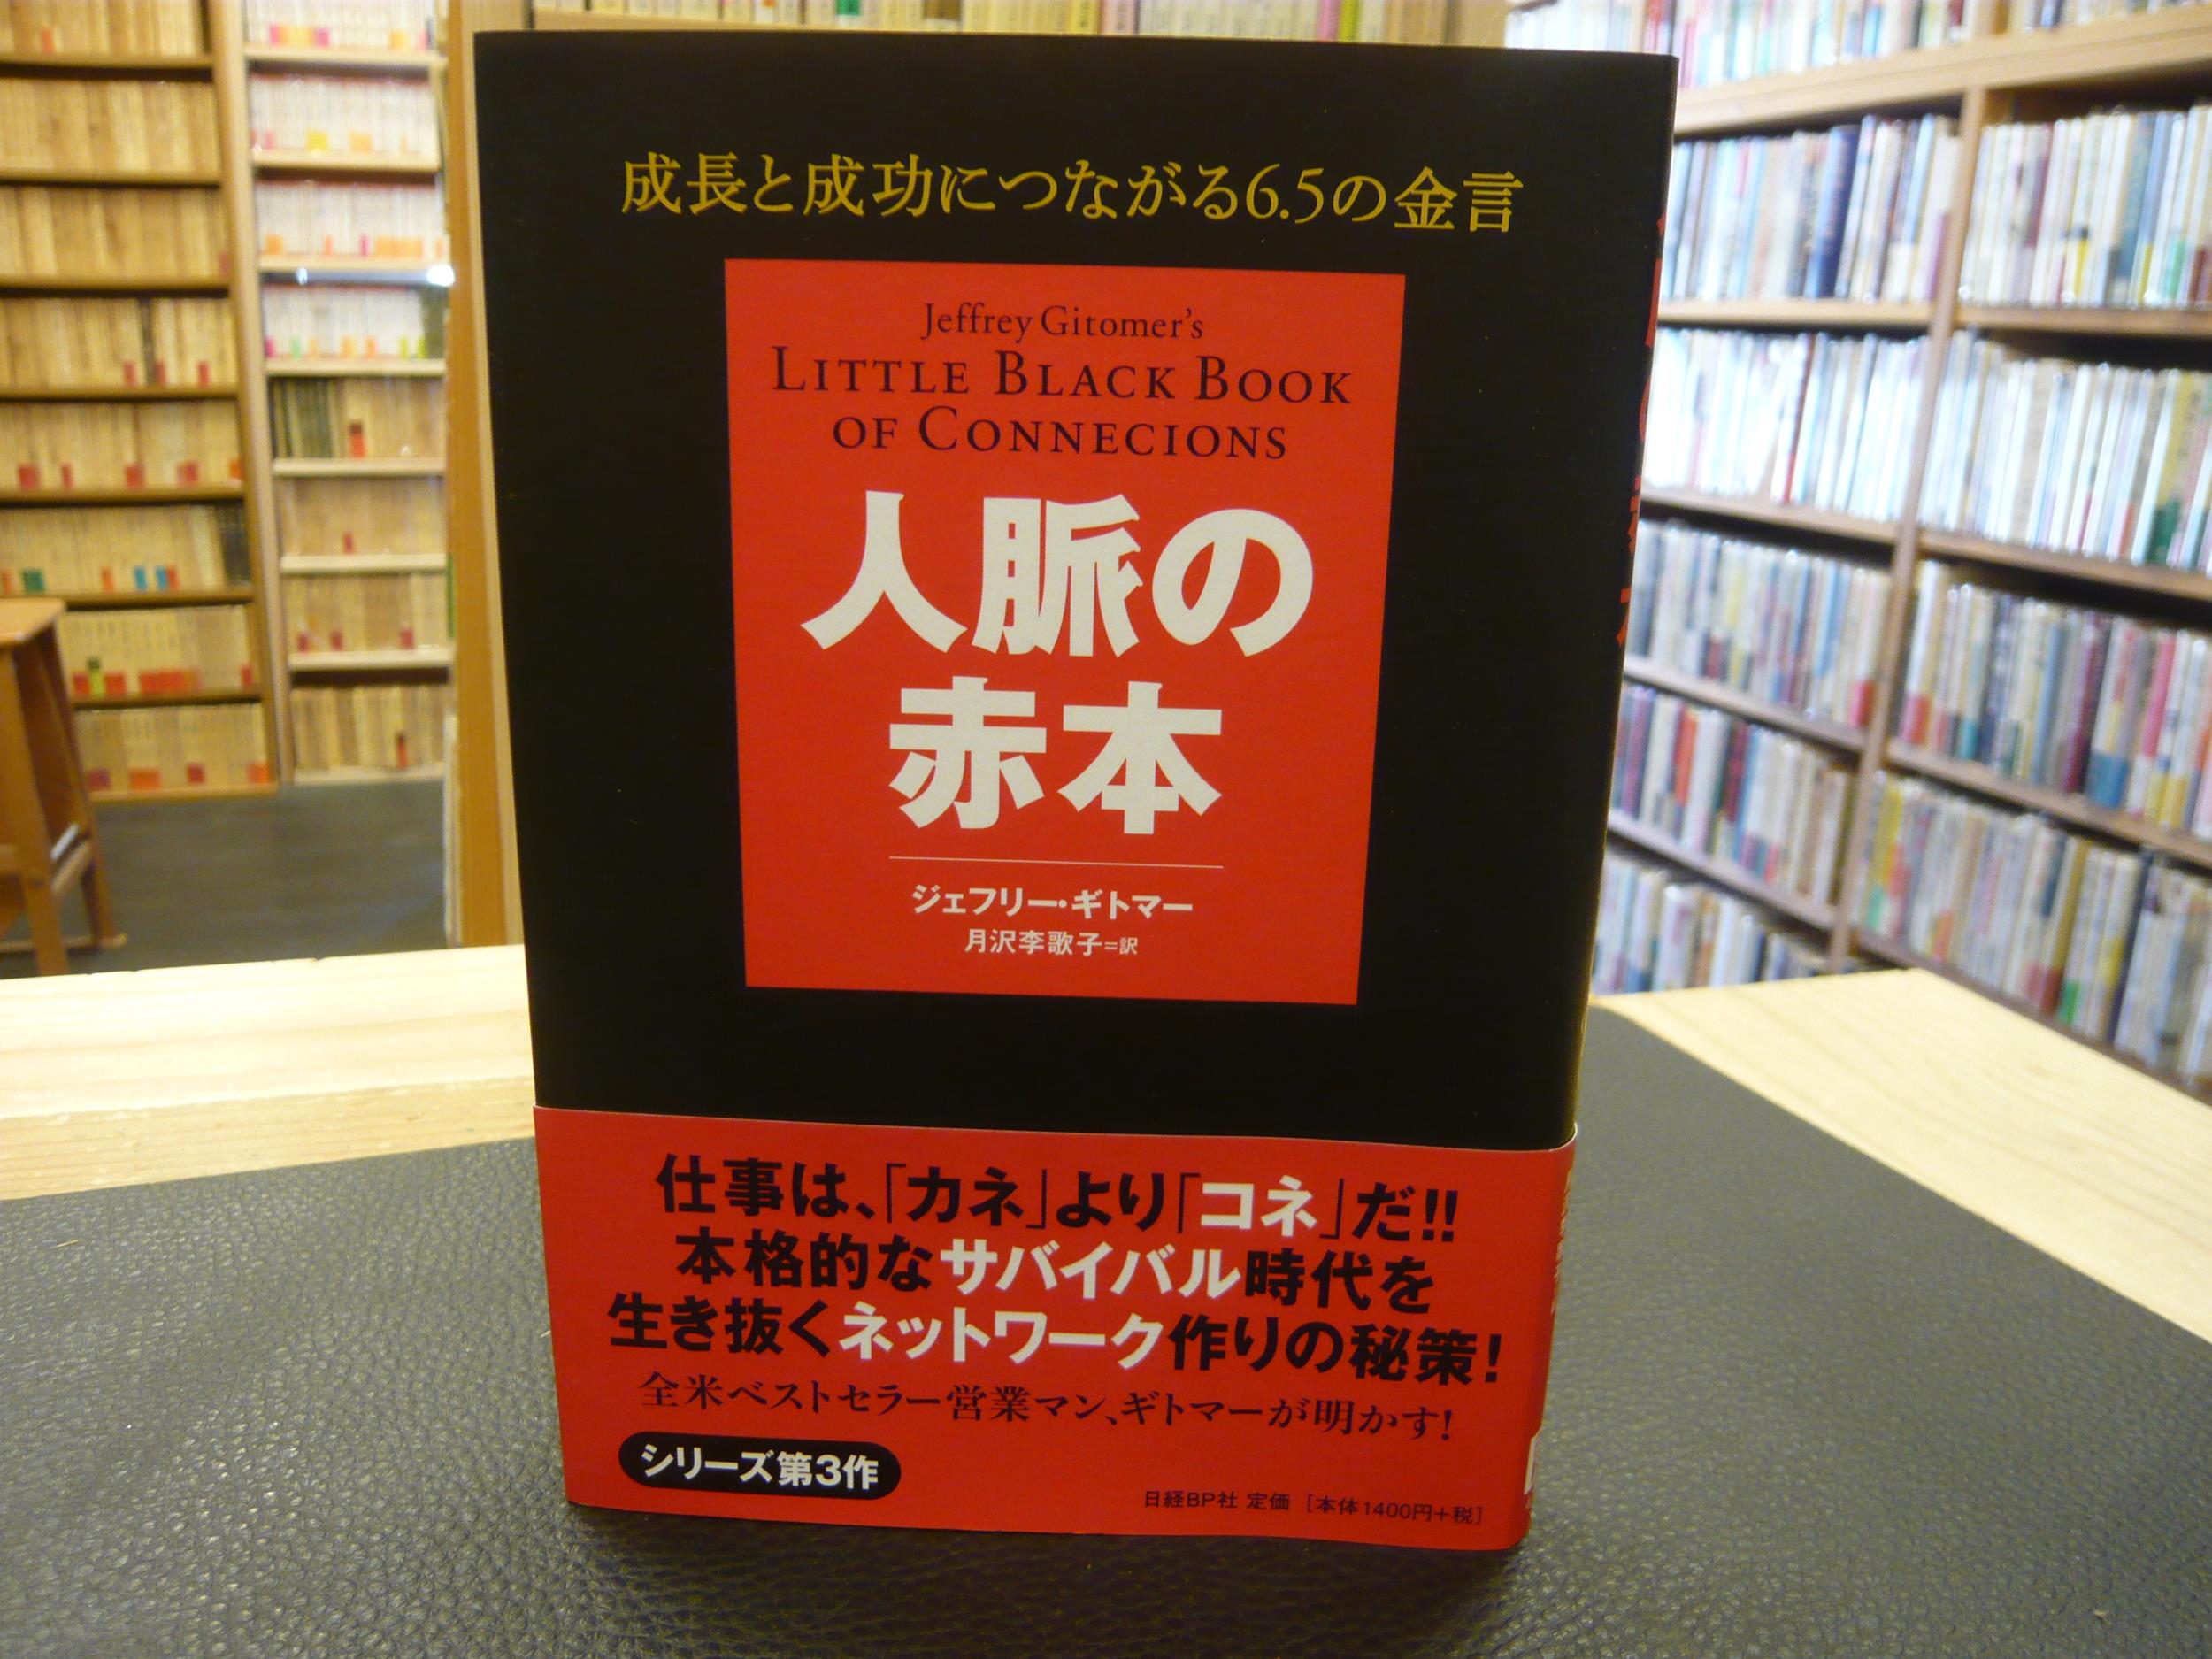 成長と成功につながる6.5の金言
Jeffrey Gitomer's
LITTLE BLACK BOOK
OF CONNECIONS
人脈の
赤本
ジェフリー・ギトマー
月沢李歌子=訳
仕事は、「カネ」より「コネ」だ!!
本格的なサバイバル時代を
生き抜くネットワーク作りの秘策!
全米ベストセラー営業マン、ギトマーが明かす!
シリーズ第3作
日経BP社 定価 [本体1400円+税]